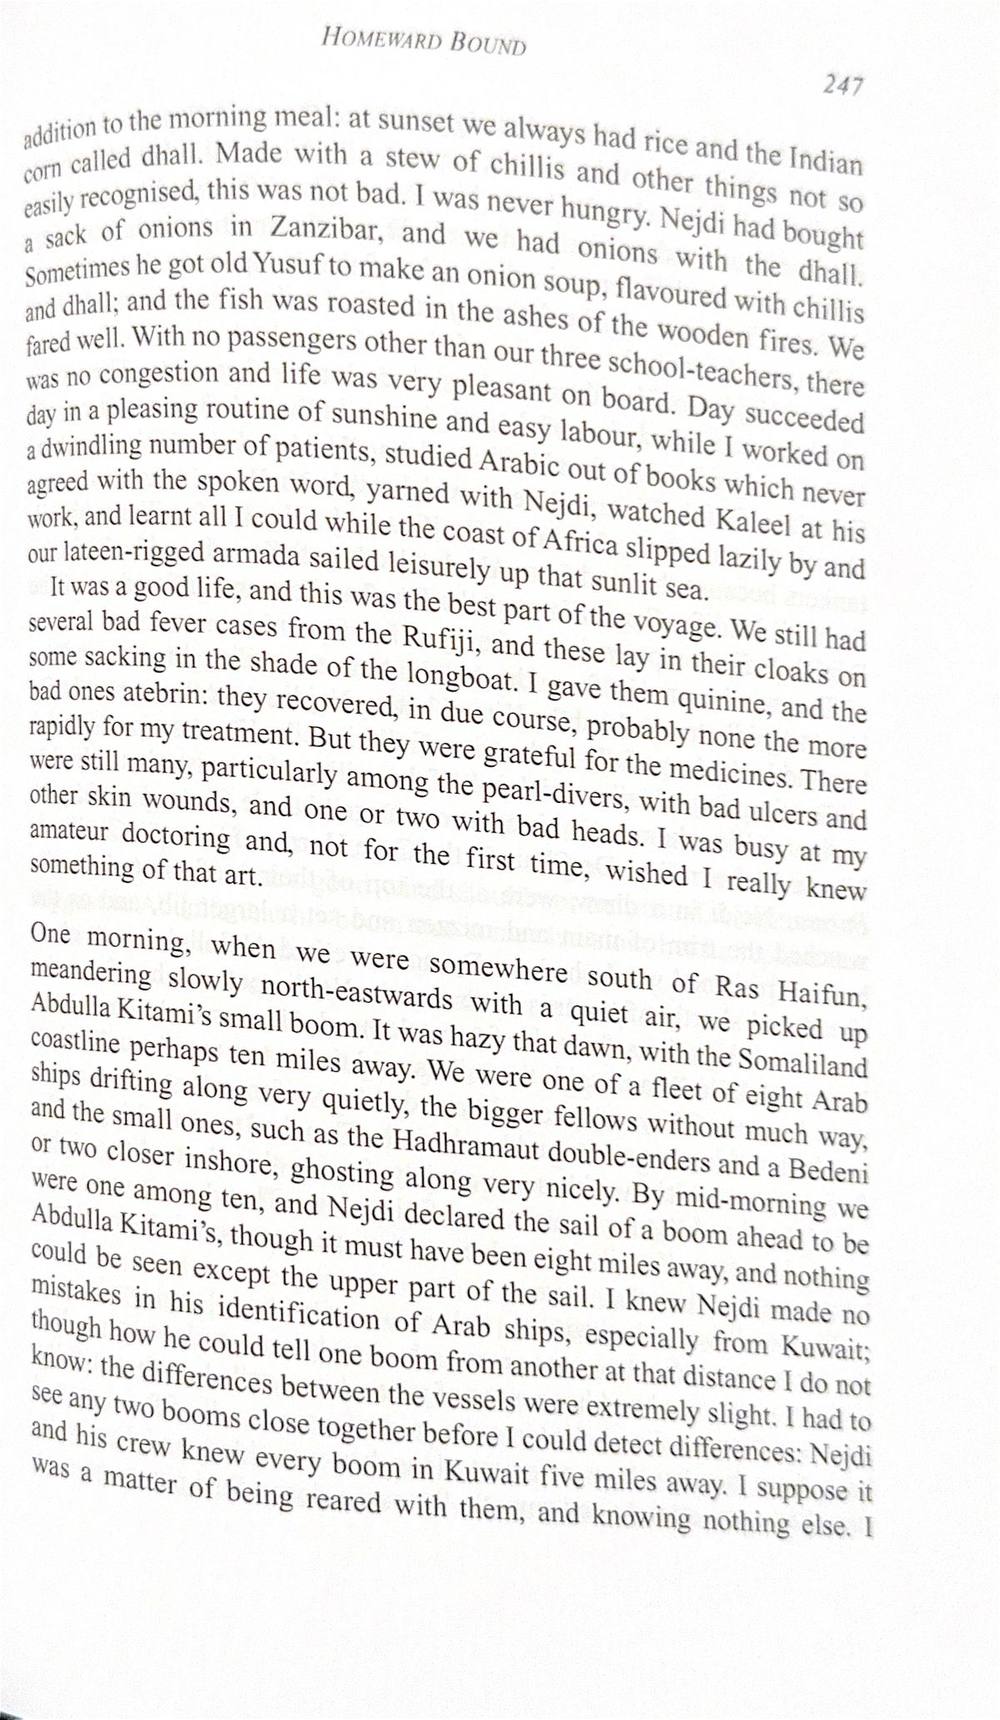 HOMEWARD BOUND
247
addition to the morning meal: at sunset we always had rice and the Indian
corn called dhall. Made with a stew of chillis and other things not so
easily recognised, this was not bad. I was never hungry. Nejdi had bought
a sack of onions in Zanzibar, and we had onions with the dhall.
Sometimes he got old Yusuf to make an onion soup, flavoured with chillis
and dhall; and the fish was roasted in the ashes of the wooden fires. We
fared well. With no passengers other than our three school-teachers, there
was no congestion and life was very pleasant on board. Day succeeded
day in a pleasing routine of sunshine and easy labour, while I worked on
a dwindling number of patients, studied Arabic out of books which never
agreed with the spoken word, yarned with Nejdi, watched Kaleel at his
work, and learnt all I could while the coast of Africa slipped lazily by and
our lateen-rigged armada sailed leisurely up that sunlit sea.
It was a good life, and this was the best part of the voyage. We still had
several bad fever cases from the Rufiji, and these lay in their cloaks on
some sacking in the shade of the longboat. I gave them quinine, and the
bad ones atebrin: they recovered, in due course, probably none the more
rapidly for my treatment. But they were grateful for the medicines. There
were still many, particularly among the pearl-divers, with bad ulcers and
other skin wounds, and one or two with bad heads. I was busy at my
amateur doctoring and, not for the first time, wished I really knew
something of that art.
One morning, when we were somewhere south of Ras Haifun,
meandering slowly north-eastwards with a quiet air, we picked up
Abdulla Kitami's small boom. It was hazy that dawn, with the Somaliland
coastline perhaps ten miles away. We were one of a fleet of eight Arab
ships drifting along very quietly, the bigger fellows without much way,
and the small ones, such as the Hadhramaut double-enders and a Bedeni
or two closer inshore, ghosting along very nicely. By mid-morning we
were one among ten, and Nejdi declared the sail of a boom ahead to be
Abdulla Kitami's, though it must have been eight miles away, and nothing
could be seen except the upper part of the sail. I knew Nejdi made no
mistakes in his identification of Arab ships, especially from Kuwait;
though how he could tell one boom from another at that distance I do not
know: the differences between the vessels were extremely slight. I had to
see any two booms close together before I could detect differences: Nejdi
and his crew knew every boom in Kuwait five miles away. I suppose it
was a matter of being reared with them, and knowing nothing else. I